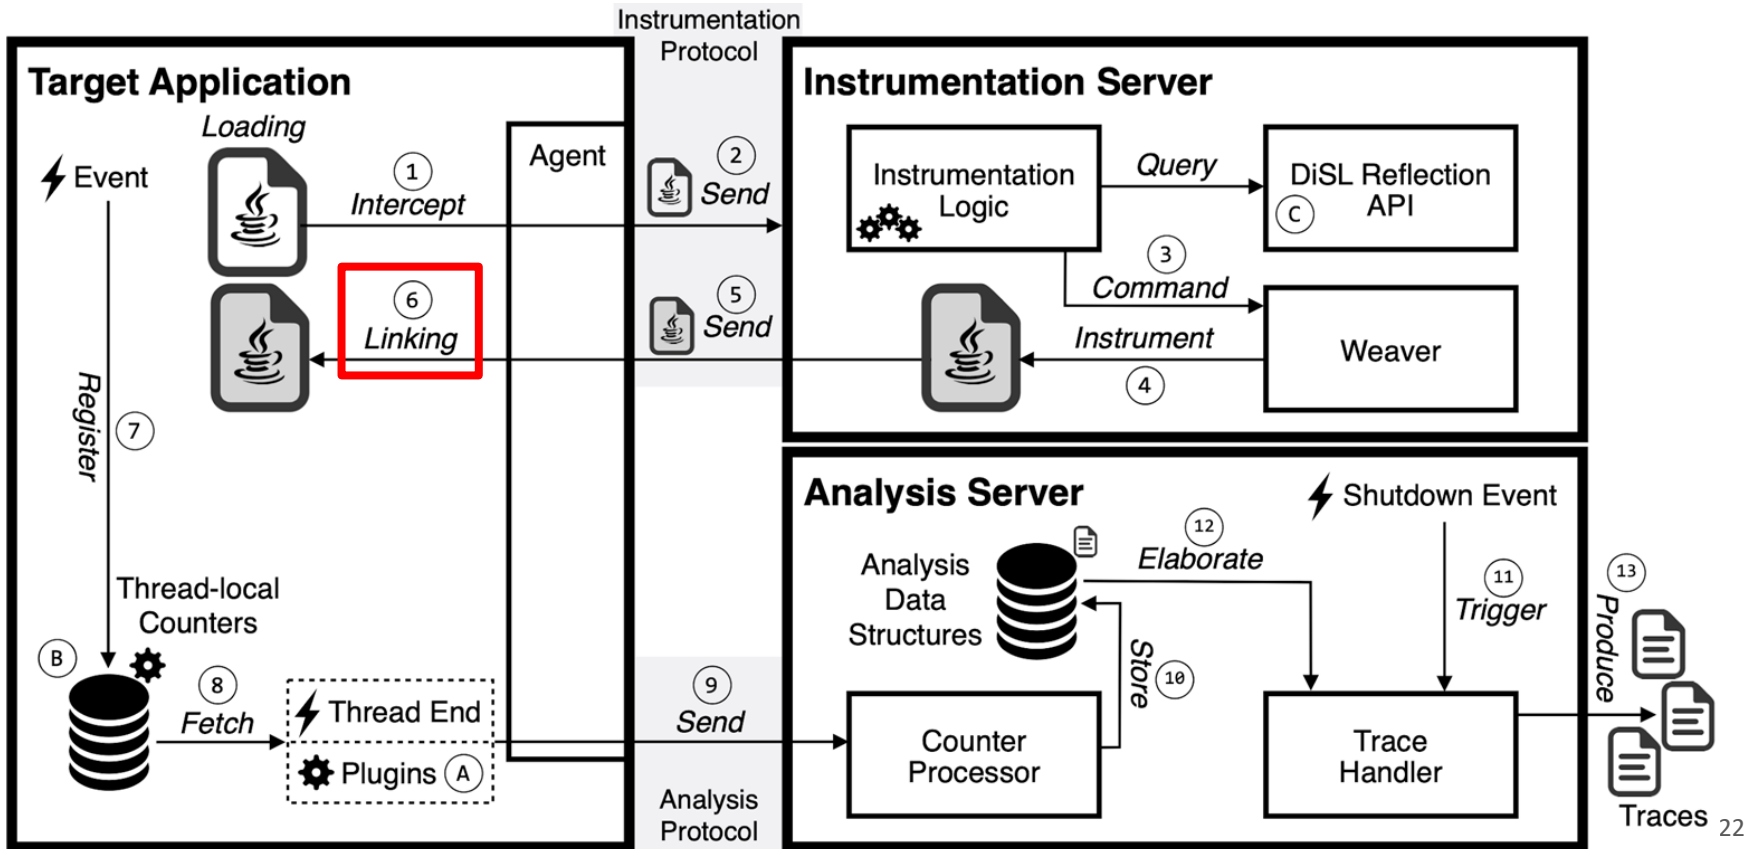 Instrumentation
Protocol
Target Application
Loading
Event
1
Intercept
Agent
2
Send
6
Linking
5
Send
Register
7
Thread-local
Counters
B
8
Fetch
Thread End
Plugins A
9
Send
Analysis
Protocol
Instrumentation Server
Instrumentation
Logic
Query
DiSL Reflection
API
C
3
Command
Instrument
4
Weaver
Analysis Server
Shutdown Event
Analysis
Data
Structures
12
Elaborate
11
Trigger
Store
10
Counter
Processor
Trace
Handler
13
Produce
Traces
22